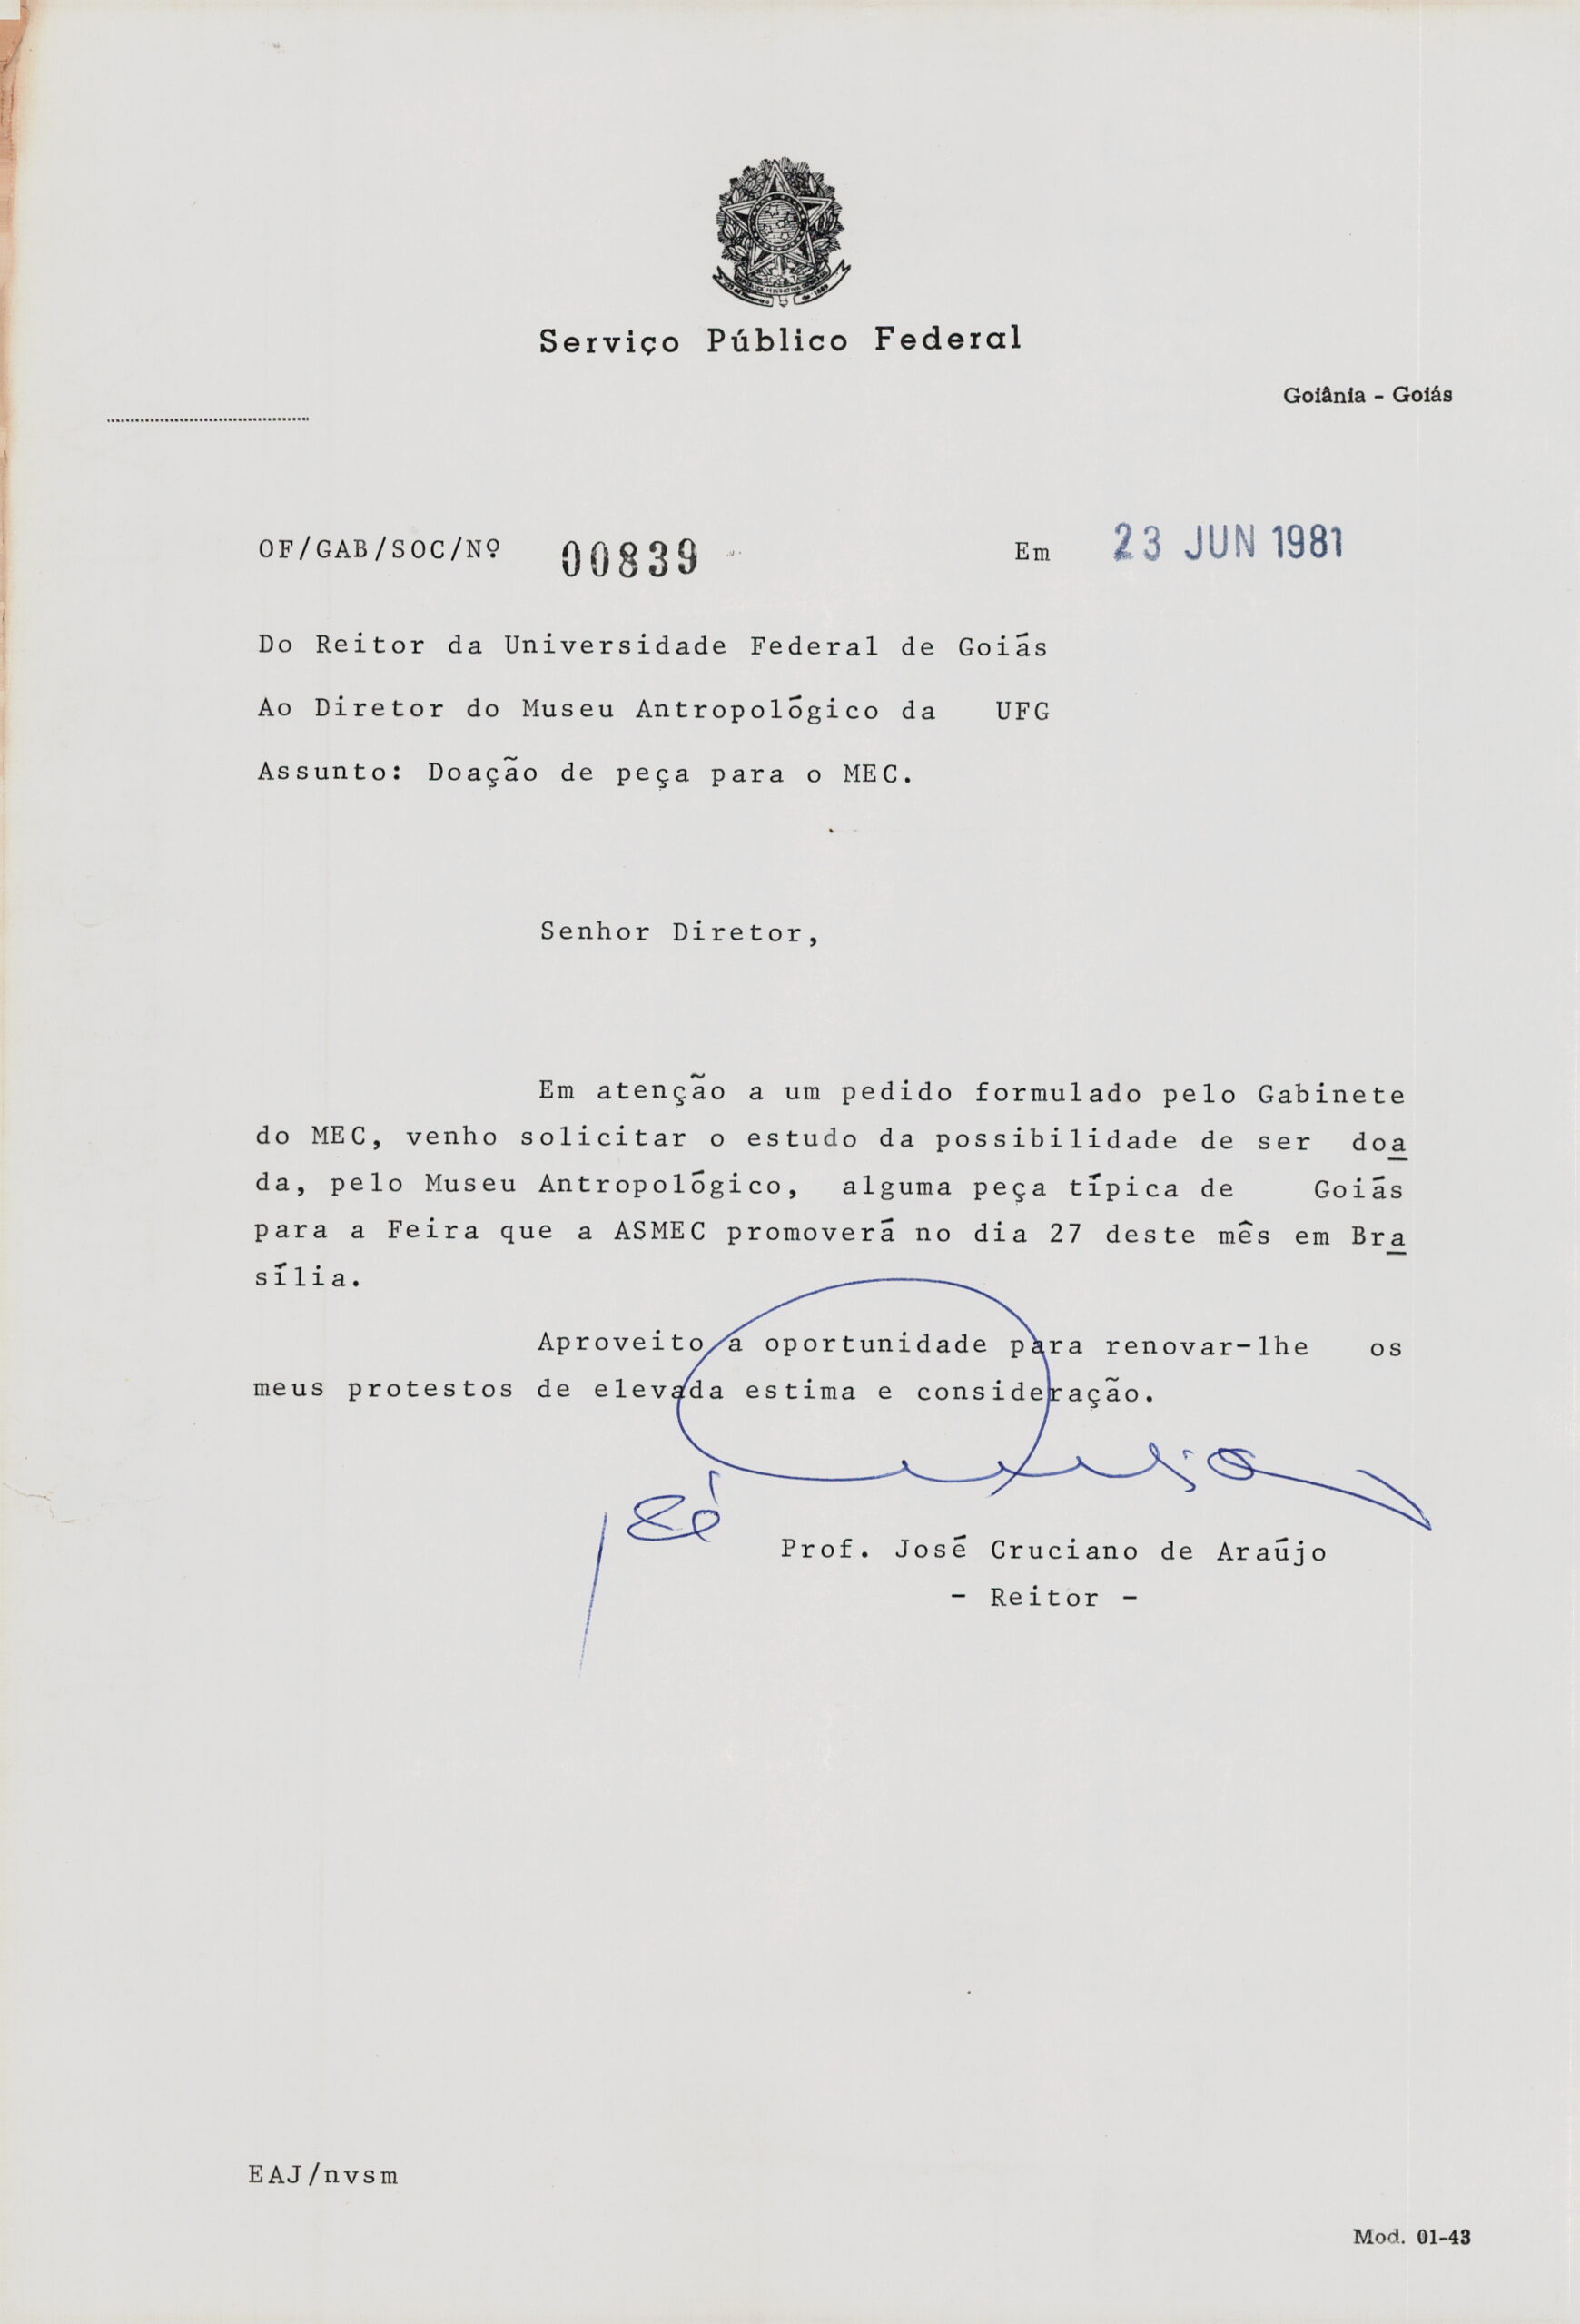 Serviço Público Federal
Goiânia - Goiás
OF/GAB/SOC/Nº 00839 Em 23 JUN 1981
Do Reitor da Universidade Federal de Goiás
Ao Diretor do Museu Antropológico da UFG
Assunto: Doação de peça para o MEC.
Senhor Diretor,
Em atenção a um pedido formulado pelo Gabinete
do MEC, venho solicitar o estudo da possibilidade de ser doa
da, pelo Museu Antropológico, alguma peça típica de Goiás
para a Feira que a ASMEC promoverá no dia 27 deste mês em Bra
sília.
Aproveito a oportunidade para renovar-lhe os
meus protestos de elevada estima e consideração.
Prof. José Cruciano de Araújo
- Reitor -
EAJ/nvsm
Mod. 01-43